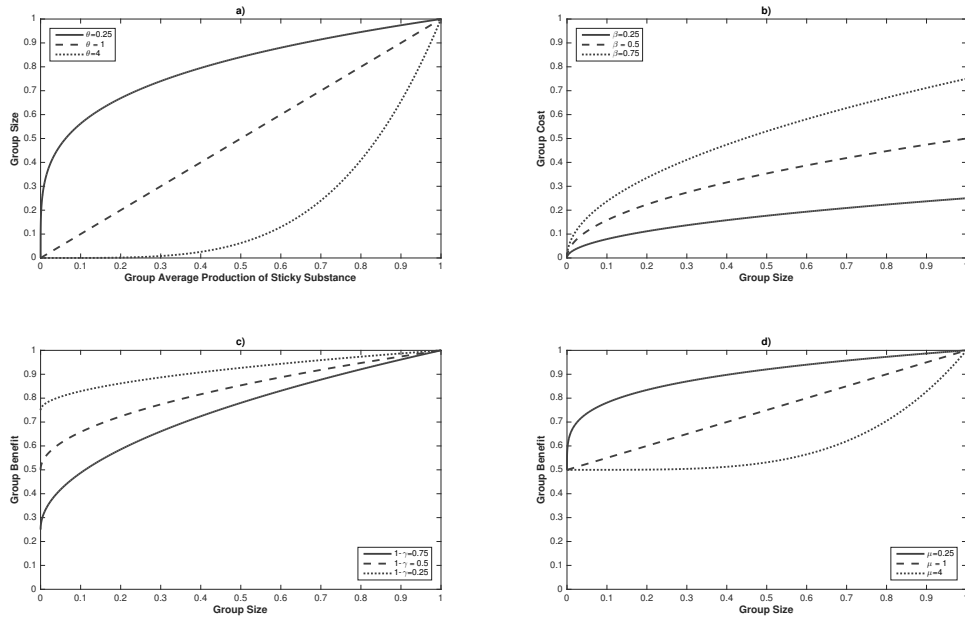 a)
θ=0.25
θ = 1
θ=4
Group Size
1
0.9
0.8
0.7
0.6
0.5
0.4
0.3
0.2
0.1
0
0 0.1 0.2 0.3 0.4 0.5 0.6 0.7 0.8 0.9 1
Group Average Production of Sticky Substance
b)
β=0.25
β = 0.5
β=0.75
Group Cost
1
0.9
0.8
0.7
0.6
0.5
0.4
0.3
0.2
0.1
0
0 0.1 0.2 0.3 0.4 0.5 0.6 0.7 0.8 0.9 1
Group Size
c)
Group Benefit
1
0.9
0.8
0.7
0.6
0.5
0.4
0.3
0.2
0.1
0
1-γ=0.75
1-γ = 0.5
1-γ=0.25
0 0.1 0.2 0.3 0.4 0.5 0.6 0.7 0.8 0.9 1
Group Size
d)
Group Benefit
1
0.9
0.8
0.7
0.6
0.5
0.4
0.3
0.2
0.1
0
μ=0.25
μ = 1
μ=4
0 0.1 0.2 0.3 0.4 0.5 0.6 0.7 0.8 0.9 1
Group Size